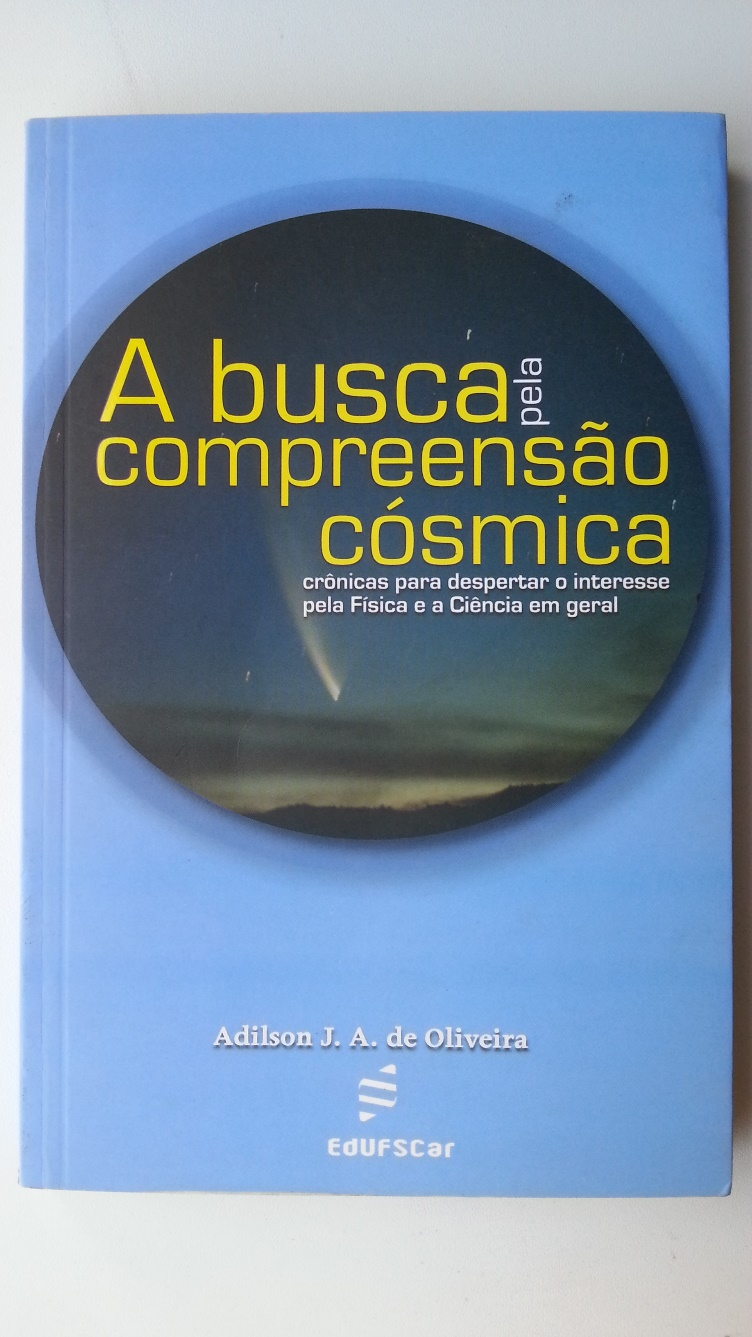 A busca pela
compreensão
cósmica
crônicas para despertar o interesse
pela Física e a Ciência em geral
Adilson J. A. de Oliveira
EdUFSCar